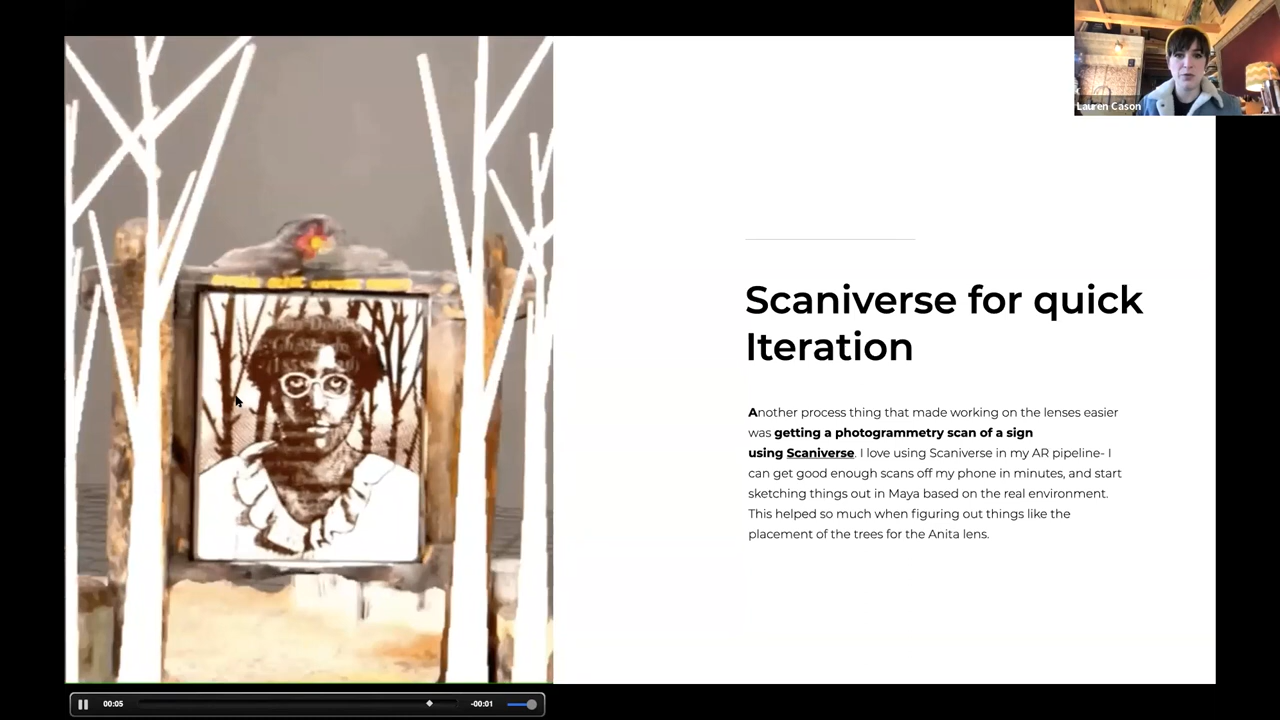 Lauren Cason
Scaniverse for quick
Iteration
Another process thing that made working on the lenses easier
was getting a photogrammetry scan of a sign
using Scaniverse. I love using Scaniverse in my AR pipeline- I
can get good enough scans off my phone in minutes, and start
sketching things out in Maya based on the real environment.
This helped so much when figuring out things like the
placement of the trees for the Anita lens.
00:05
-00:01